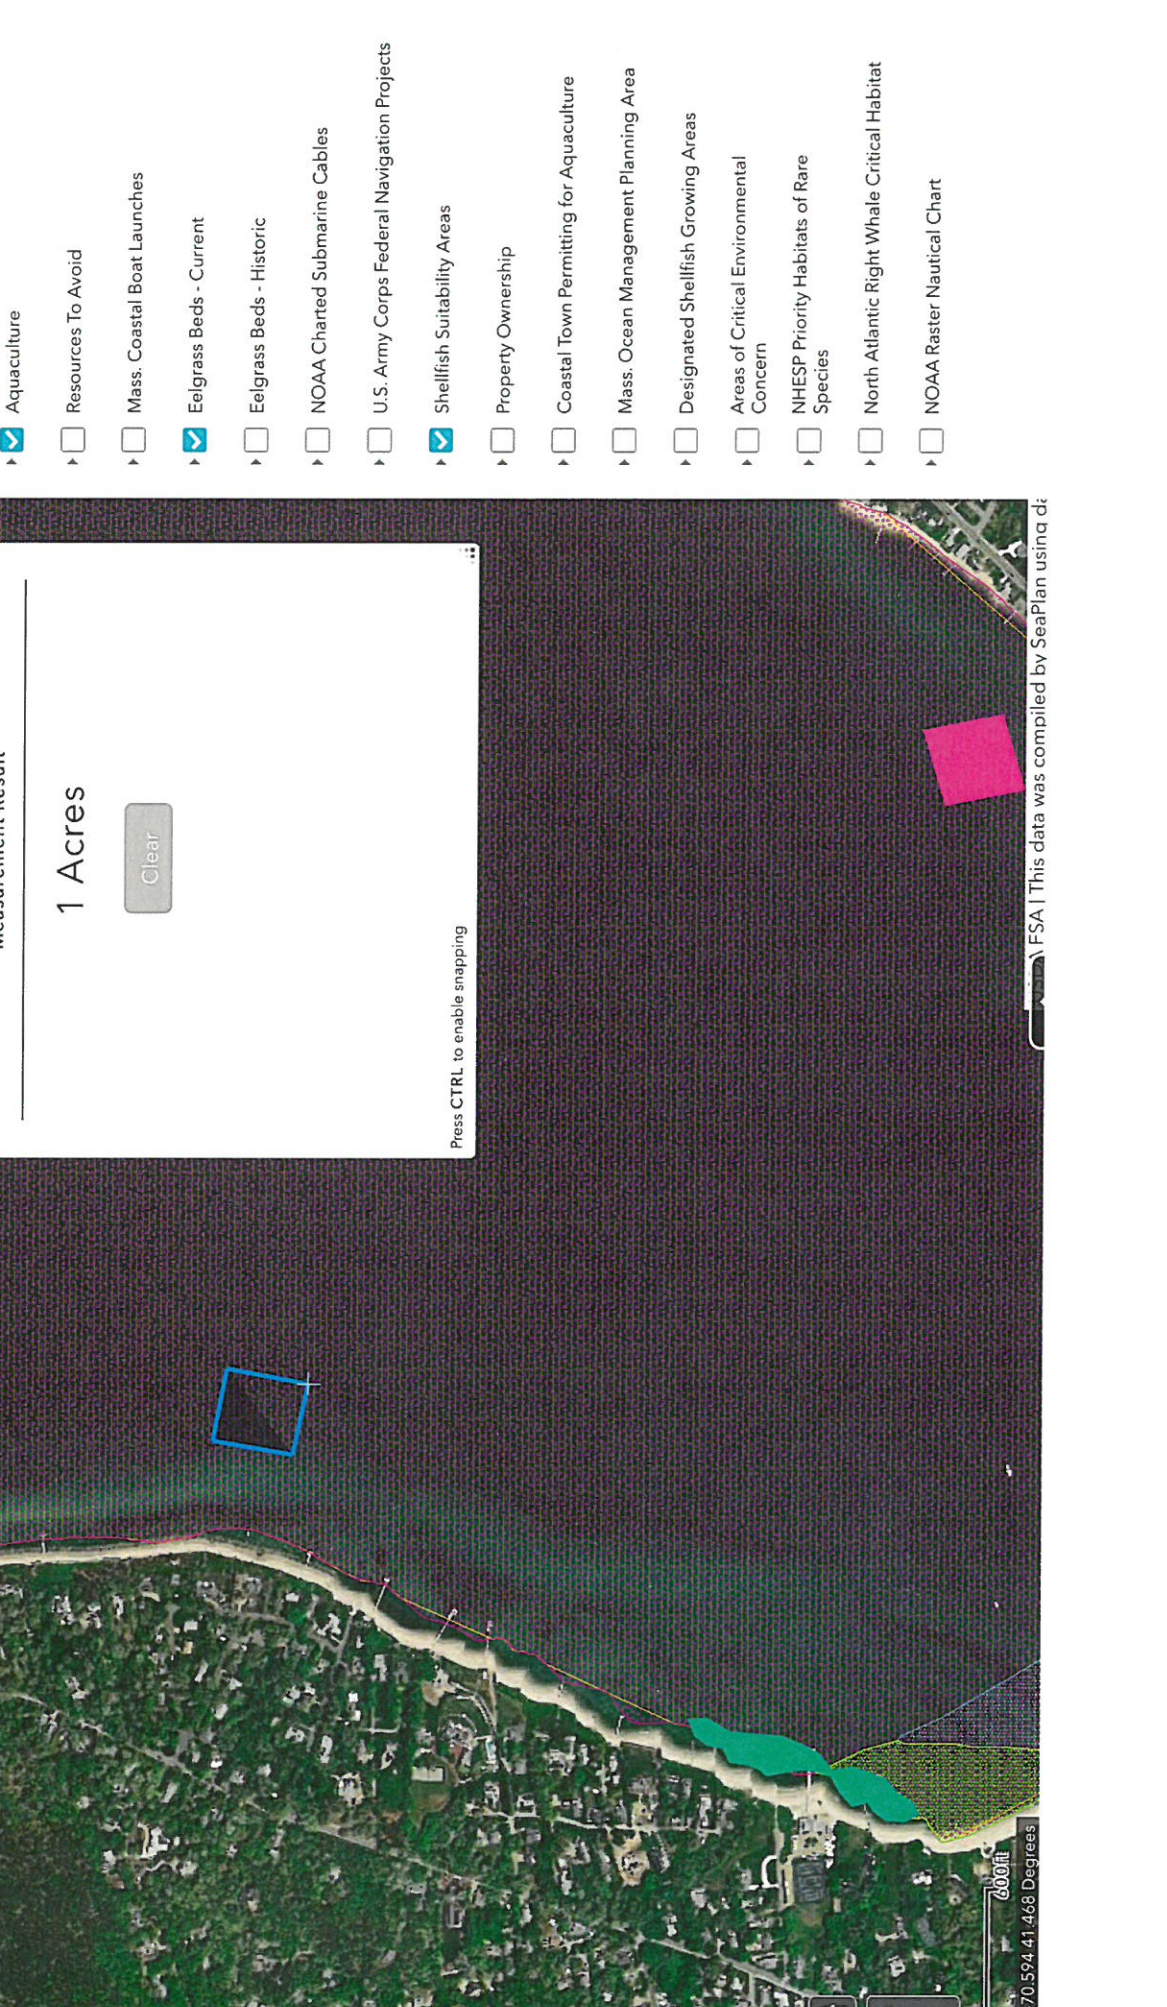 Aquaculture
Resources To Avoid
Mass. Coastal Boat Launches
Eelgrass Beds - Current
Eelgrass Beds - Historic
NOAA Charted Submarine Cables
U.S. Army Corps Federal Navigation Projects
Shellfish Suitability Areas
Property Ownership
Coastal Town Permitting for Aquaculture
Mass. Ocean Management Planning Area
Designated Shellfish Growing Areas
Areas of Critical Environmental
Concern
NHESP Priority Habitats of Rare
Species
North Atlantic Right Whale Critical Habitat
NOAA Raster Nautical Chart
Measurement Result
1 Acres
Clear
Press CTRL to enable snapping
FSA | This data was compiled by SeaPlan using da
600ft
70.594 41.468 Degrees